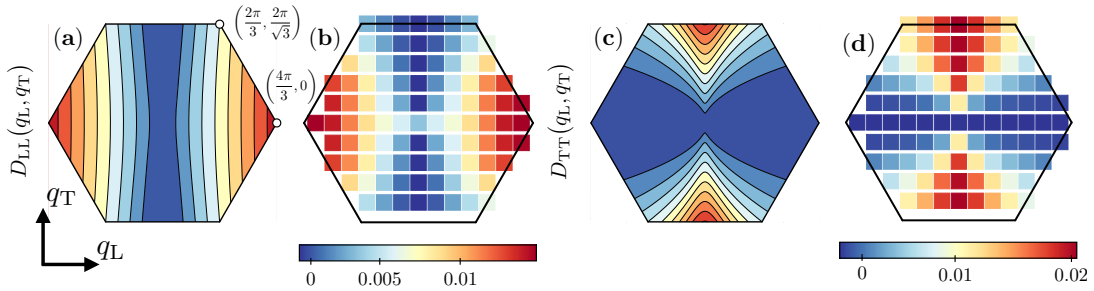 (a)
(2π/3, 2π/√3)
(4π/3, 0)
D_LL(q_L, q_T)
q_T
q_L
(b)
0 0.005 0.01
(c)
D_TT(q_L, q_T)
(d)
0 0.01 0.02